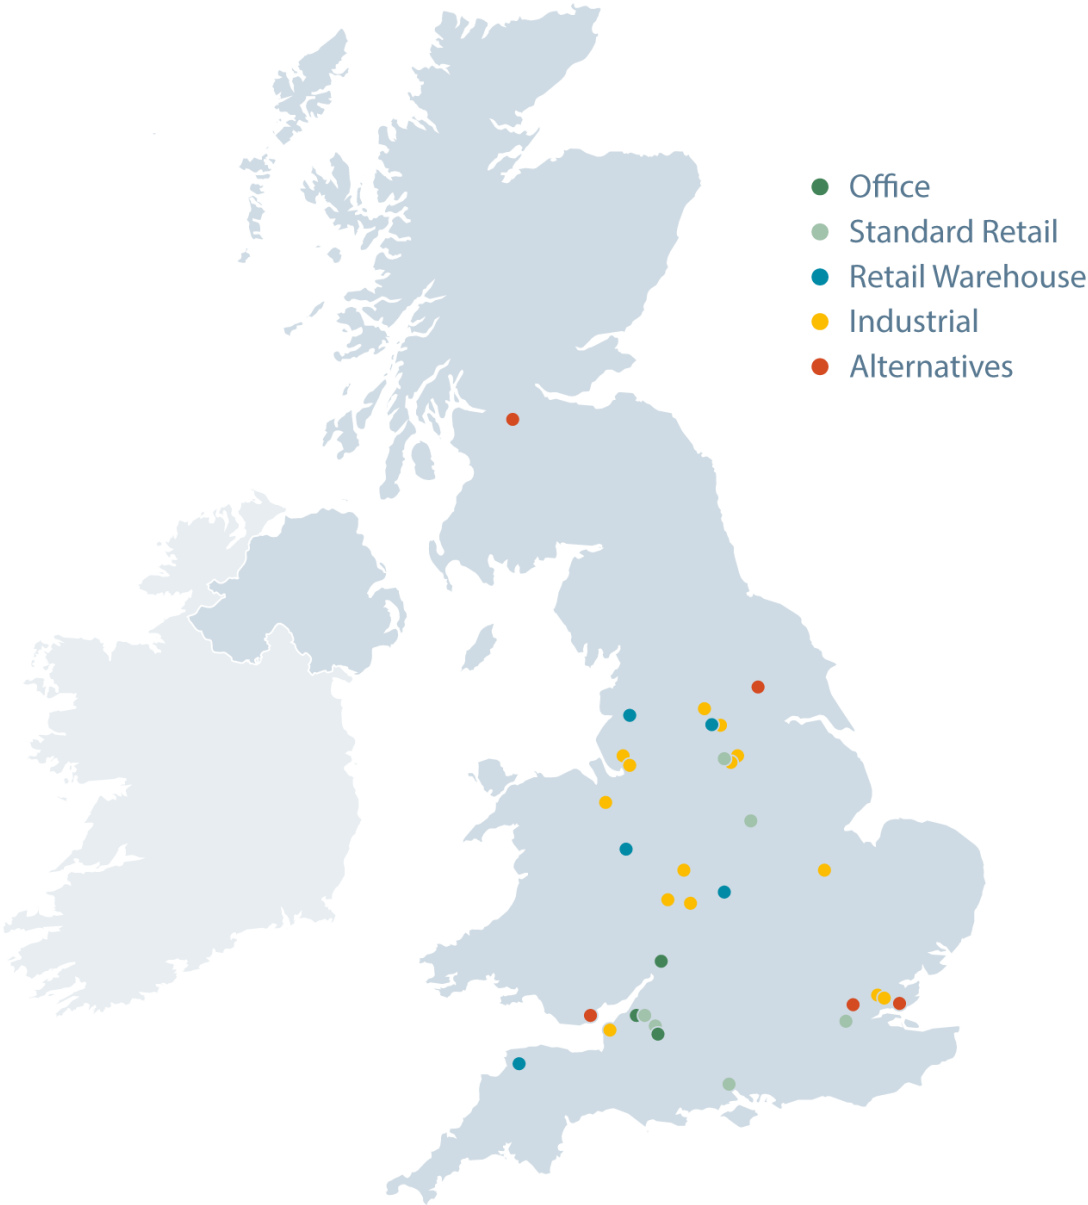 Office
Standard Retail
Retail Warehouse
Industrial
Alternatives